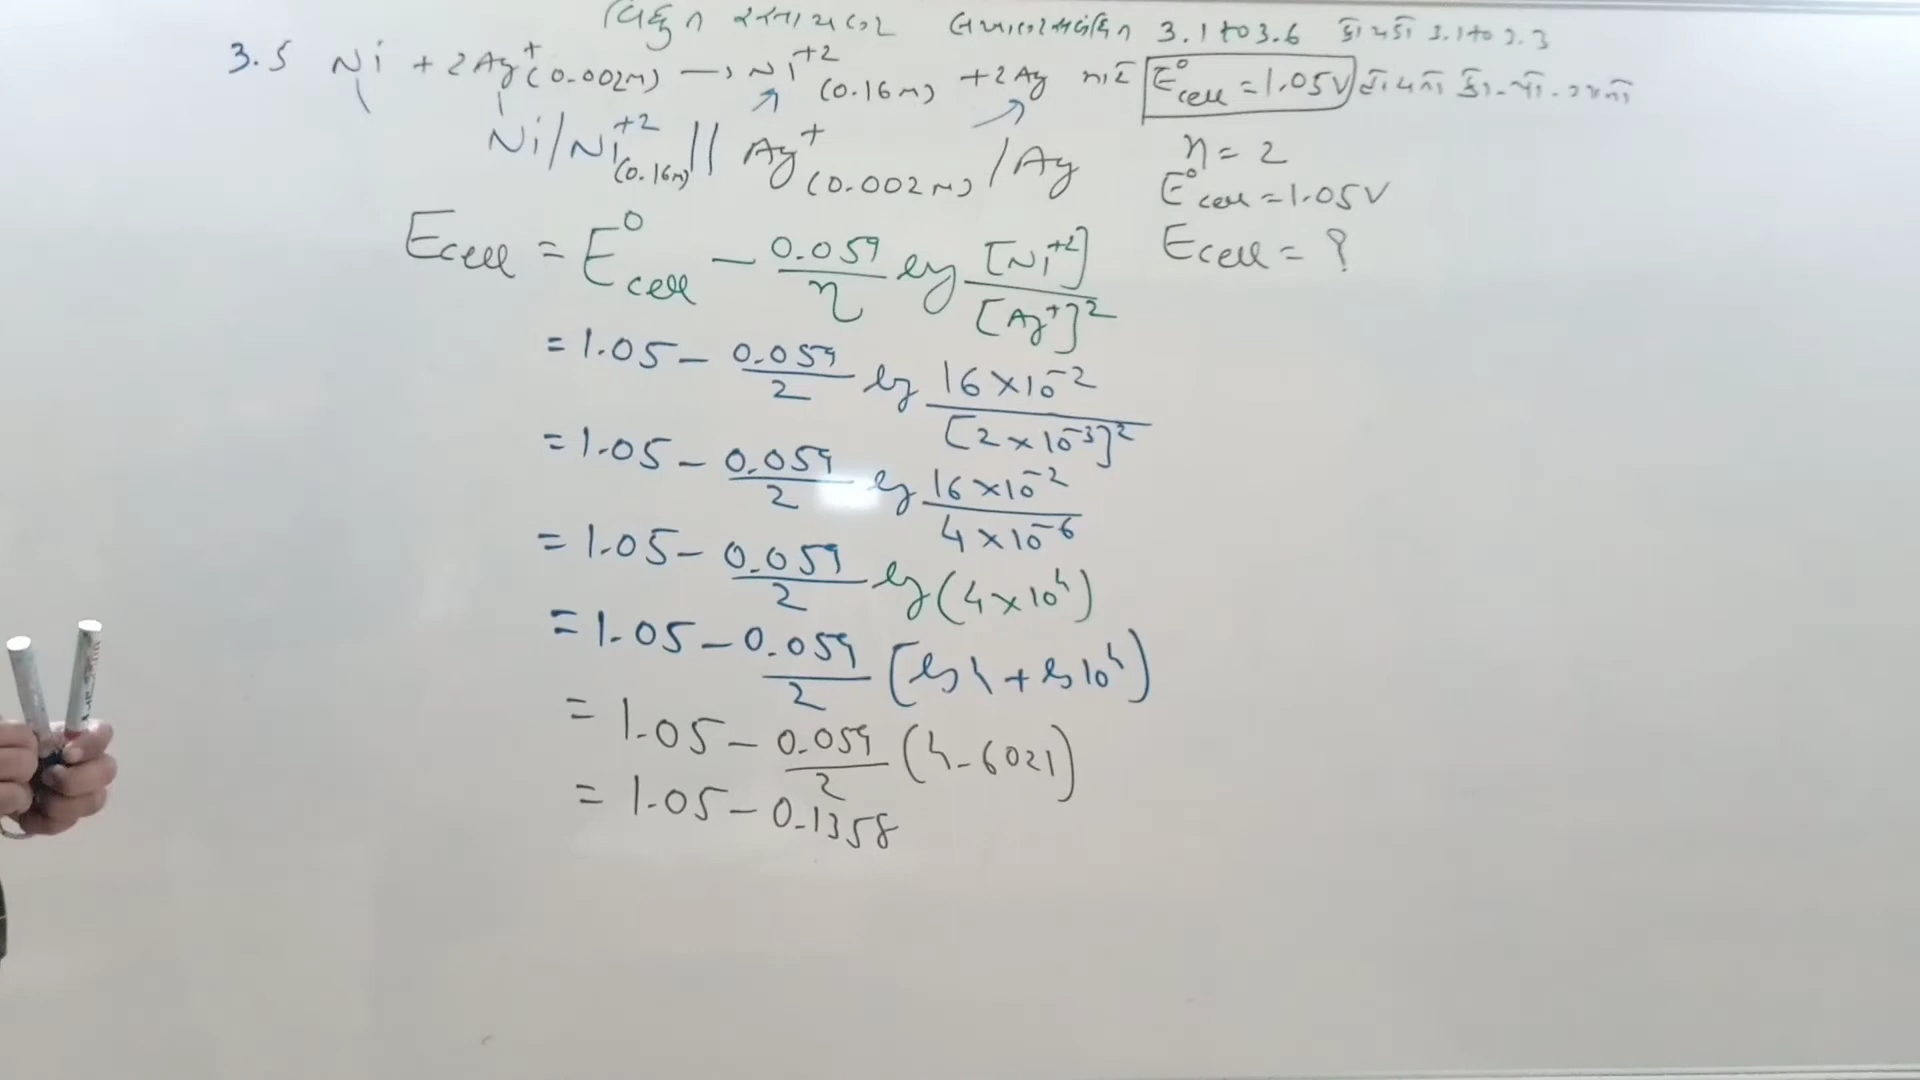 વિદ્યુત રસાયણ 3.1 to 3.6 3.1 to 3.3
3.5 Ni + 2Ag⁺(0.002M) → Ni⁺²(0.16M) + 2Ag માટે E⁰cell = 1.05V
Ni/Ni⁺²(0.16M) || Ag⁺(0.002M) / Ag
n = 2
E⁰cell = 1.05V
Ecell = ?
Ecell = E⁰cell - 0.059/n log [Ni⁺²]/[Ag⁺]²
= 1.05 - 0.059/2 log 16×10⁻²/[2×10⁻³]²
= 1.05 - 0.059/2 log 16×10⁻²/4×10⁻⁶
= 1.05 - 0.059/2 log (4×10⁴)
= 1.05 - 0.059/2 [log 4 + log 10⁴)
= 1.05 - 0.059/2 (4.6021)
= 1.05 - 0.1358